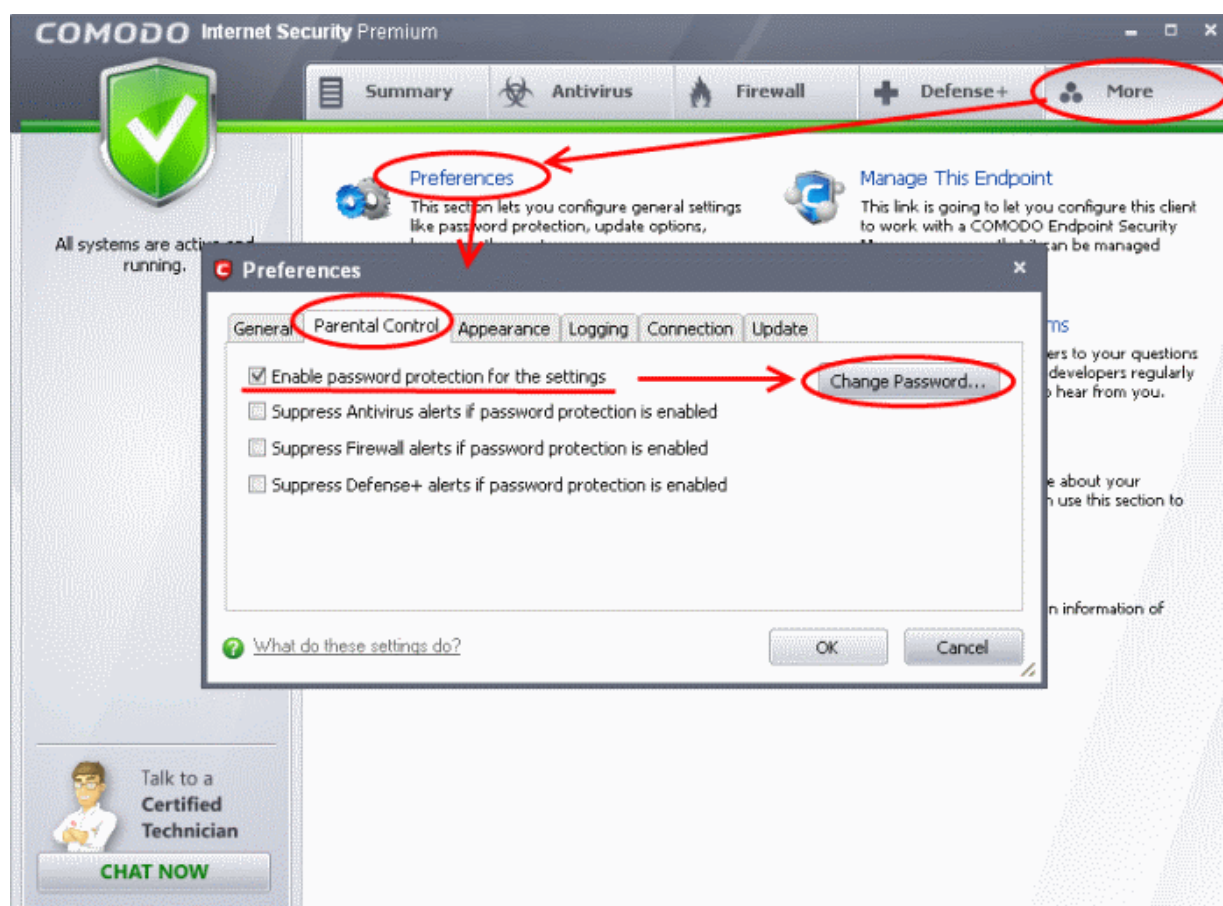 COMODO Internet Security Premium
Summary
Antivirus
Firewall
Defense+
More
All systems are active and
running.
Preferences
This section lets you configure general settings
like password protection, update options,
Manage This Endpoint
This link is going to let you configure this client
to work with a COMODO Endpoint Security
can be managed
ms
ers to your questions
developers regularly
hear from you.
e about your
use this section to
n information of
Preferences
General
Parental Control
Appearance
Logging
Connection
Update
Enable password protection for the settings
Change Password...
Suppress Antivirus alerts if password protection is enabled
Suppress Firewall alerts if password protection is enabled
Suppress Defense+ alerts if password protection is enabled
What do these settings do?
OK
Cancel
Talk to a
Certified
Technician
CHAT NOW